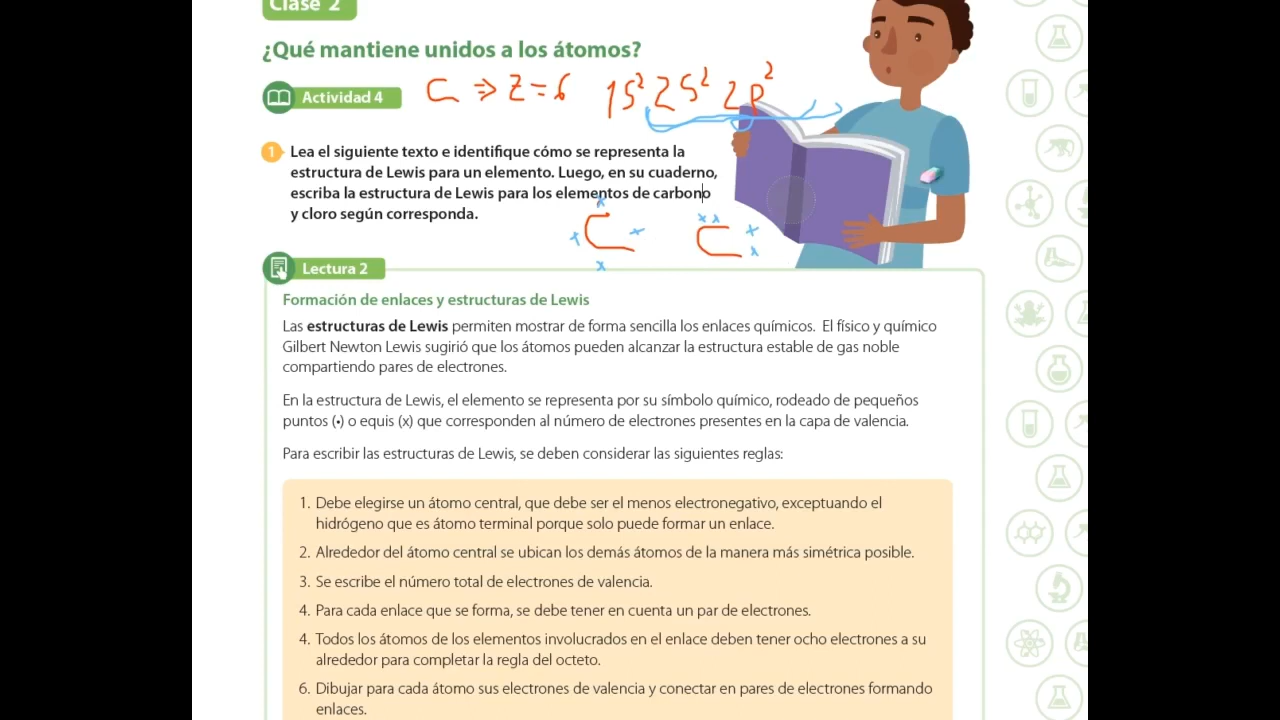 Clase 2
¿Qué mantiene unidos a los átomos?
Actividad 4
C ⇒ Z = 6 1S² 2S² 2P²
1 Lea el siguiente texto e identifique cómo se representa la
estructura de Lewis para un elemento. Luego, en su cuaderno,
escriba la estructura de Lewis para los elementos de carbono
y cloro según corresponda.
x x x
x C x C x
x x
Lectura 2
Formación de enlaces y estructuras de Lewis
Las estructuras de Lewis permiten mostrar de forma sencilla los enlaces químicos. El físico y químico
Gilbert Newton Lewis sugirió que los átomos pueden alcanzar la estructura estable de gas noble
compartiendo pares de electrones.
En la estructura de Lewis, el elemento se representa por su símbolo químico, rodeado de pequeños
puntos (•) o equis (x) que corresponden al número de electrones presentes en la capa de valencia.
Para escribir las estructuras de Lewis, se deben considerar las siguientes reglas:
1. Debe elegirse un átomo central, que debe ser el menos electronegativo, exceptuando el
hidrógeno que es átomo terminal porque solo puede formar un enlace.
2. Alrededor del átomo central se ubican los demás átomos de la manera más simétrica posible.
3. Se escribe el número total de electrones de valencia.
4. Para cada enlace que se forma, se debe tener en cuenta un par de electrones.
4. Todos los átomos de los elementos involucrados en el enlace deben tener ocho electrones a su
alrededor para completar la regla del octeto.
6. Dibujar para cada átomo sus electrones de valencia y conectar en pares de electrones formando
enlaces.